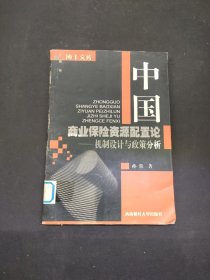 博士文库
中国
ZHONGGUO
SHANGYE BAOXIAN
ZIYUAN PEIZHILUN
JIZHI SHEJI YU
ZHENGCE FENXI
商业保险资源配置论
——机制设计与政策分析
著
西南财经大学出版社